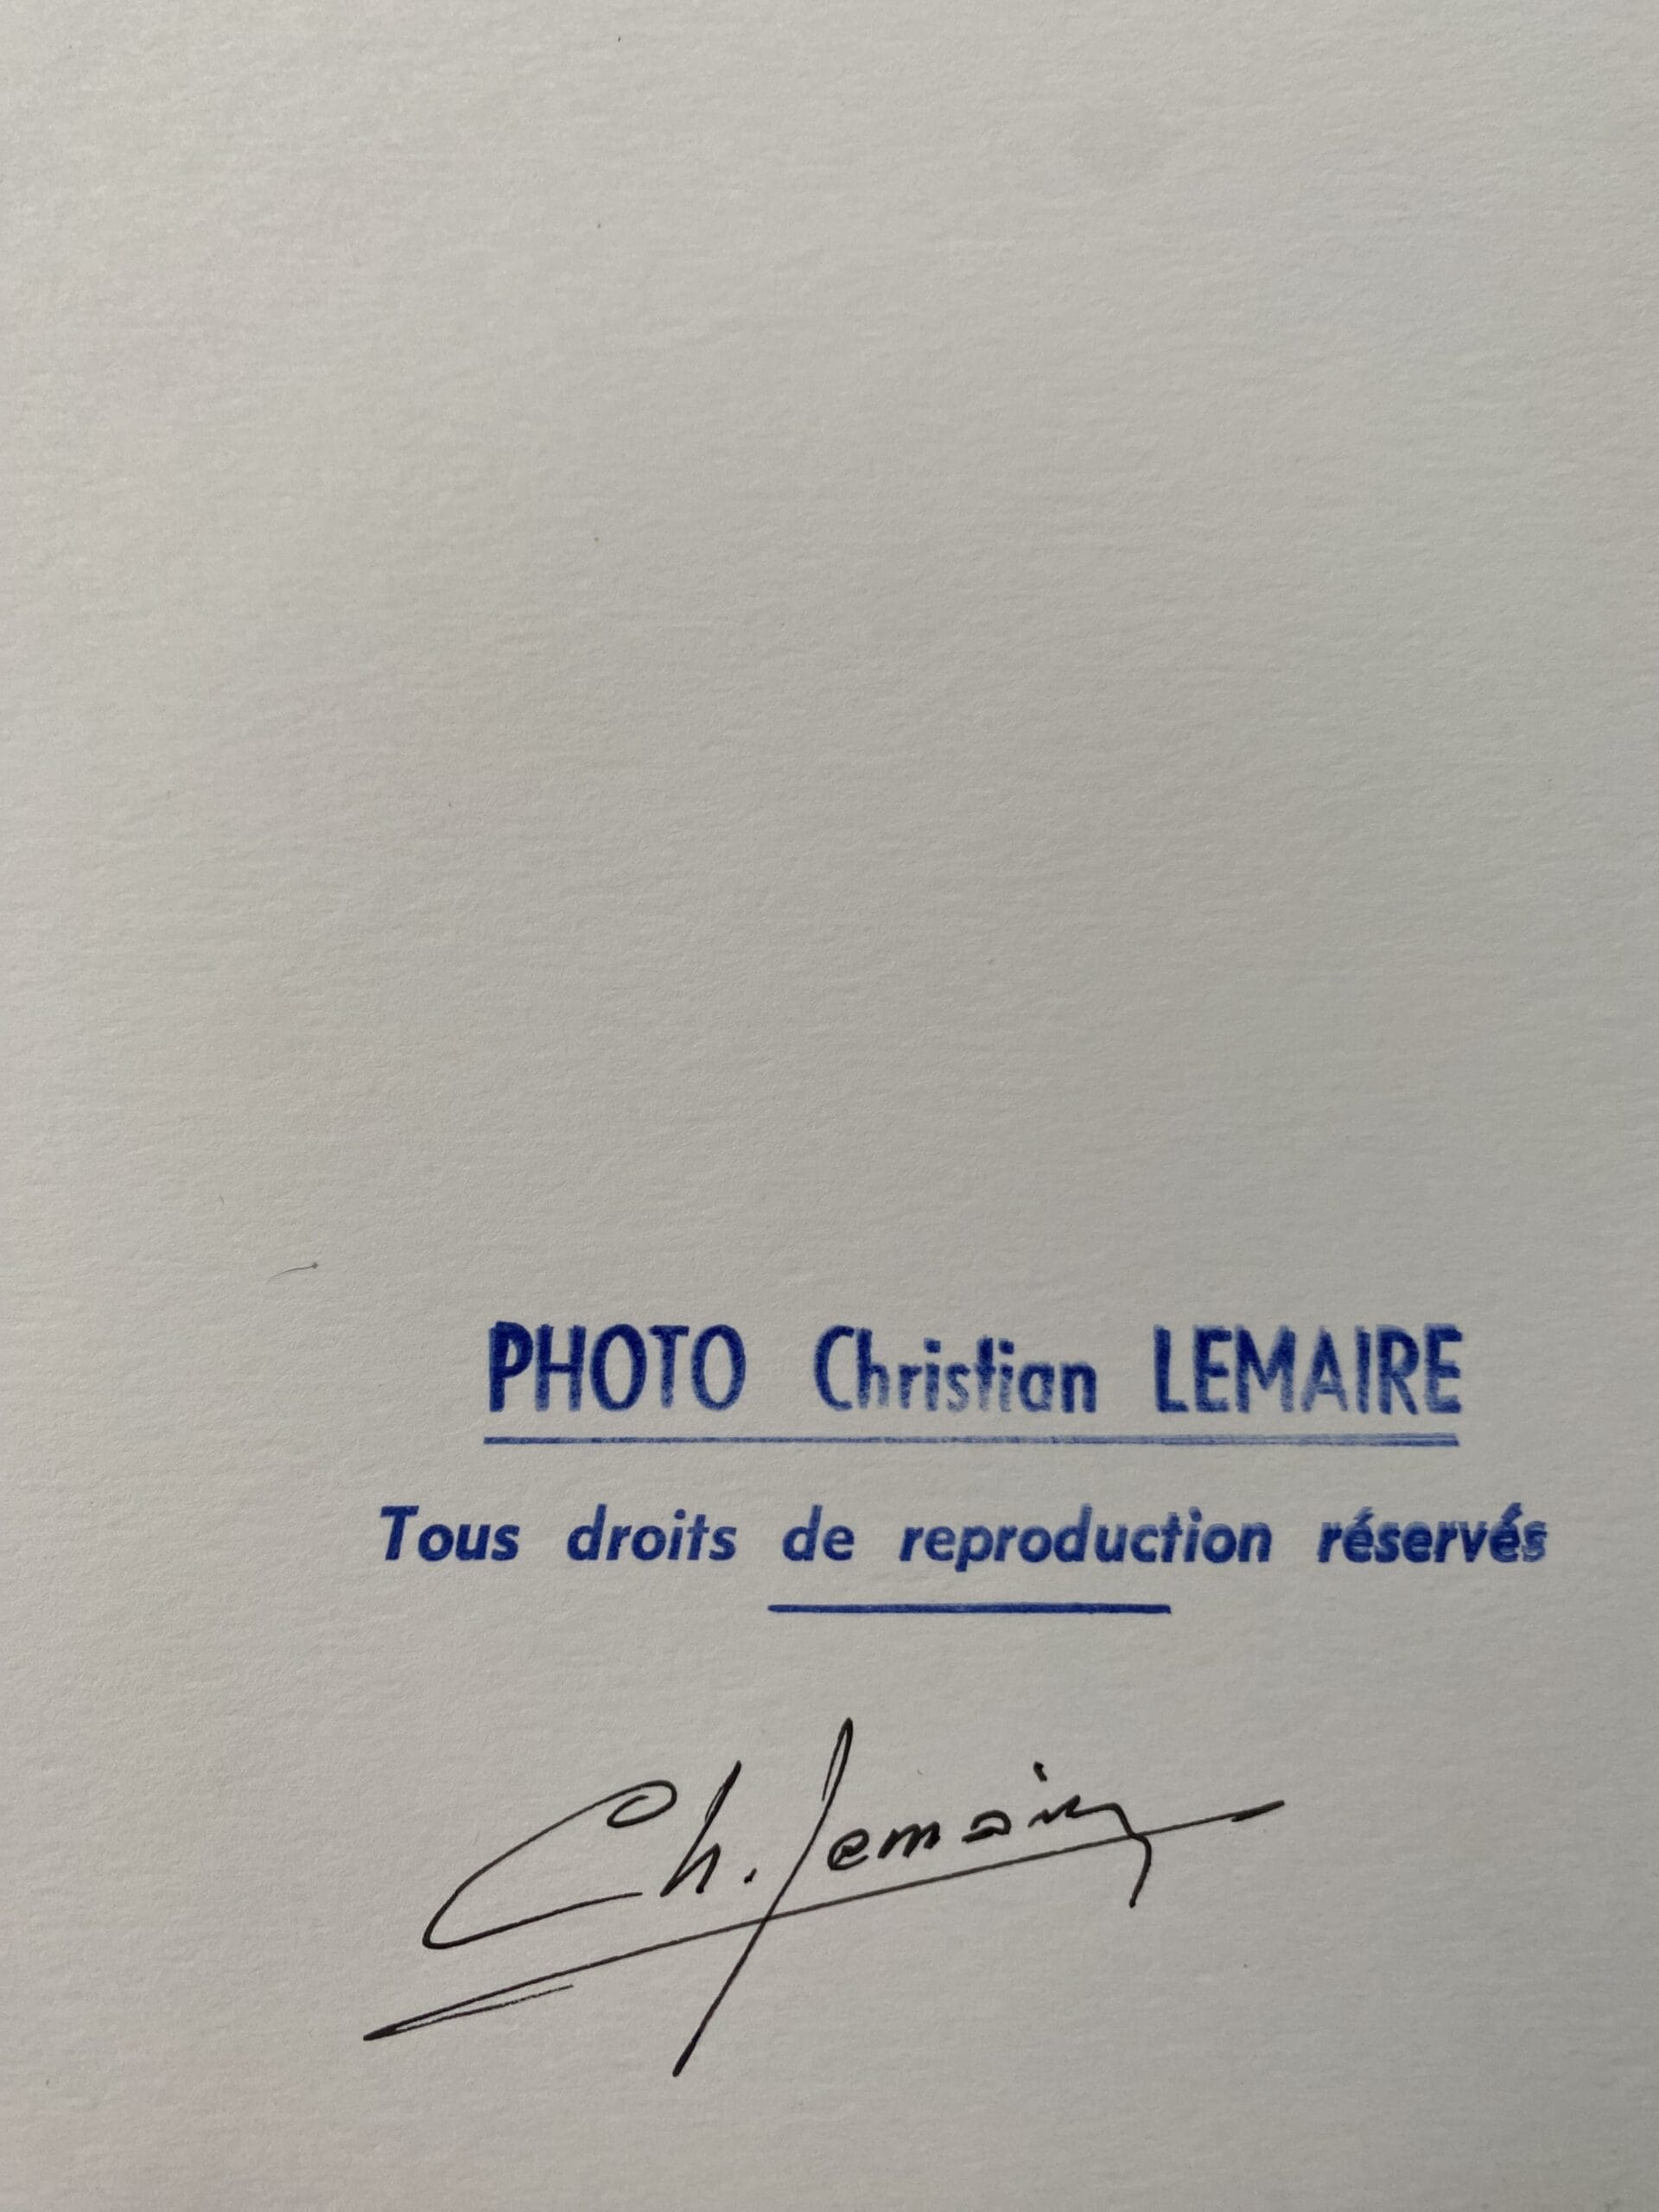 PHOTO Christian LEMAIRE
Tous droits de reproduction réservés
Ch. Lemaire